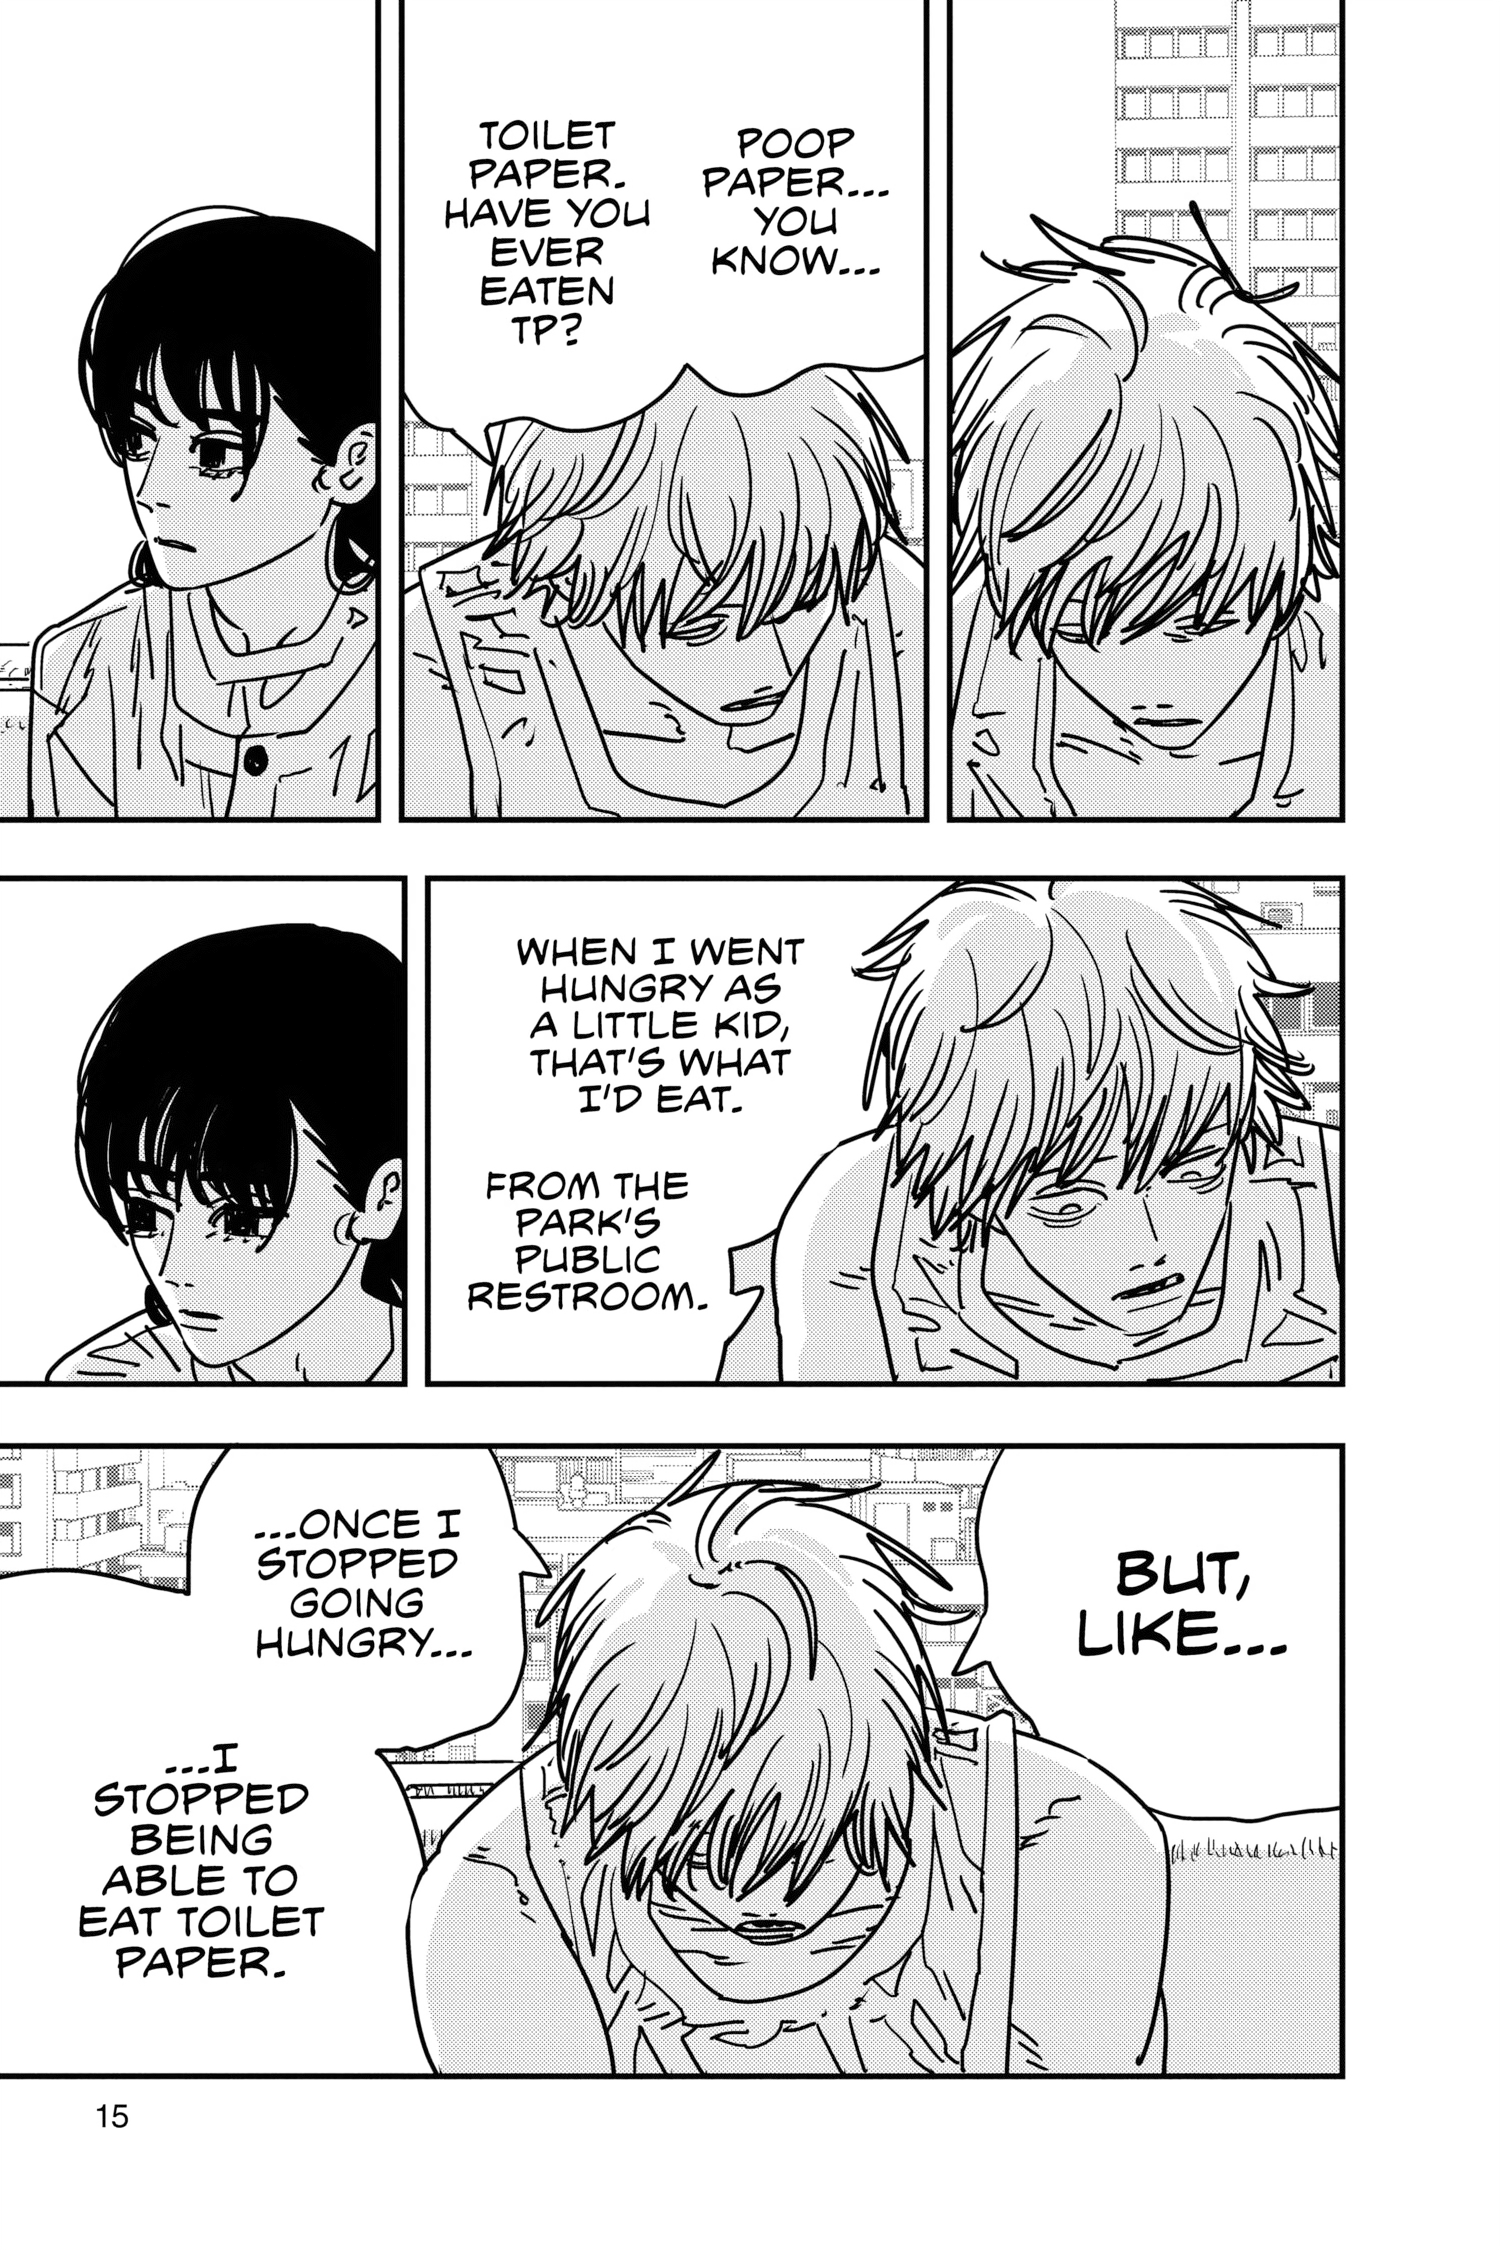 POOP
PAPER...
YOU
KNOW...
TOILET
PAPER.
HAVE YOU
EVER
EATEN
TP?
WHEN I WENT
HUNGRY AS
A LITTLE KID,
THAT'S WHAT
I'D EAT.
FROM THE
PARK'S
PUBLIC
RESTROOM.
BUT,
LIKE...
...ONCE I
STOPPED
GOING
HUNGRY...
...I
STOPPED
BEING
ABLE TO
EAT TOILET
PAPER.
15